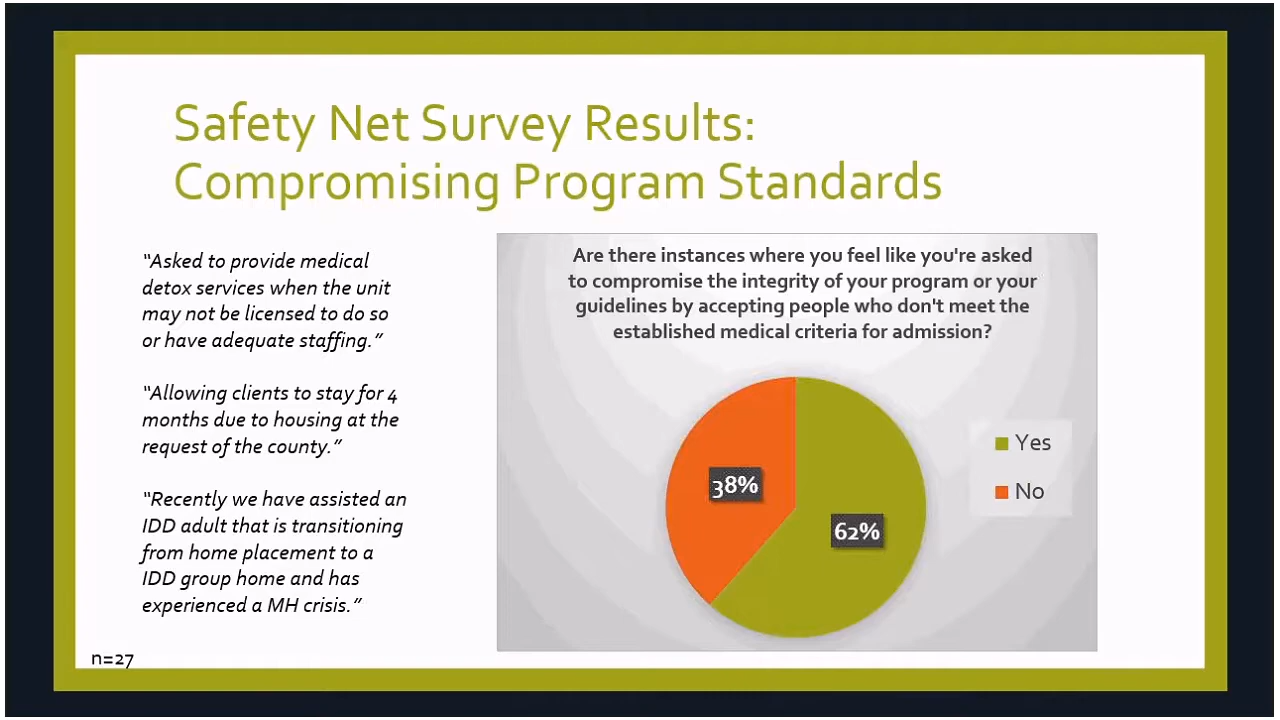 Safety Net Survey Results:
Compromising Program Standards
“Asked to provide medical
detox services when the unit
may not be licensed to do so
or have adequate staffing.”
“Allowing clients to stay for 4
months due to housing at the
request of the county.”
“Recently we have assisted an
IDD adult that is transitioning
from home placement to a
IDD group home and has
experienced a MH crisis.”
n=27
Are there instances where you feel like you're asked
to compromise the integrity of your program or your
guidelines by accepting people who don't meet the
established medical criteria for admission?
38%
62%
Yes
No